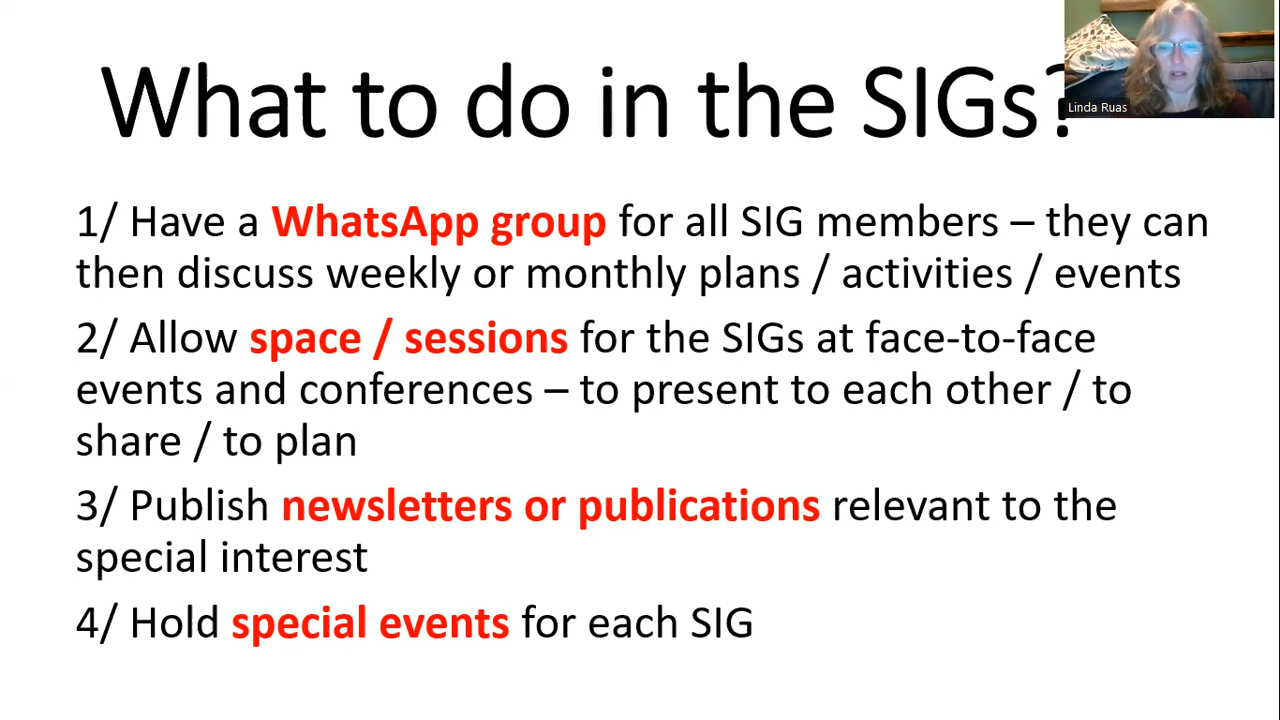 What to do in the SIGs?
Linda Ruas
1/ Have a WhatsApp group for all SIG members – they can
then discuss weekly or monthly plans / activities / events
2/ Allow space / sessions for the SIGs at face-to-face
events and conferences – to present to each other / to
share / to plan
3/ Publish newsletters or publications relevant to the
special interest
4/ Hold special events for each SIG